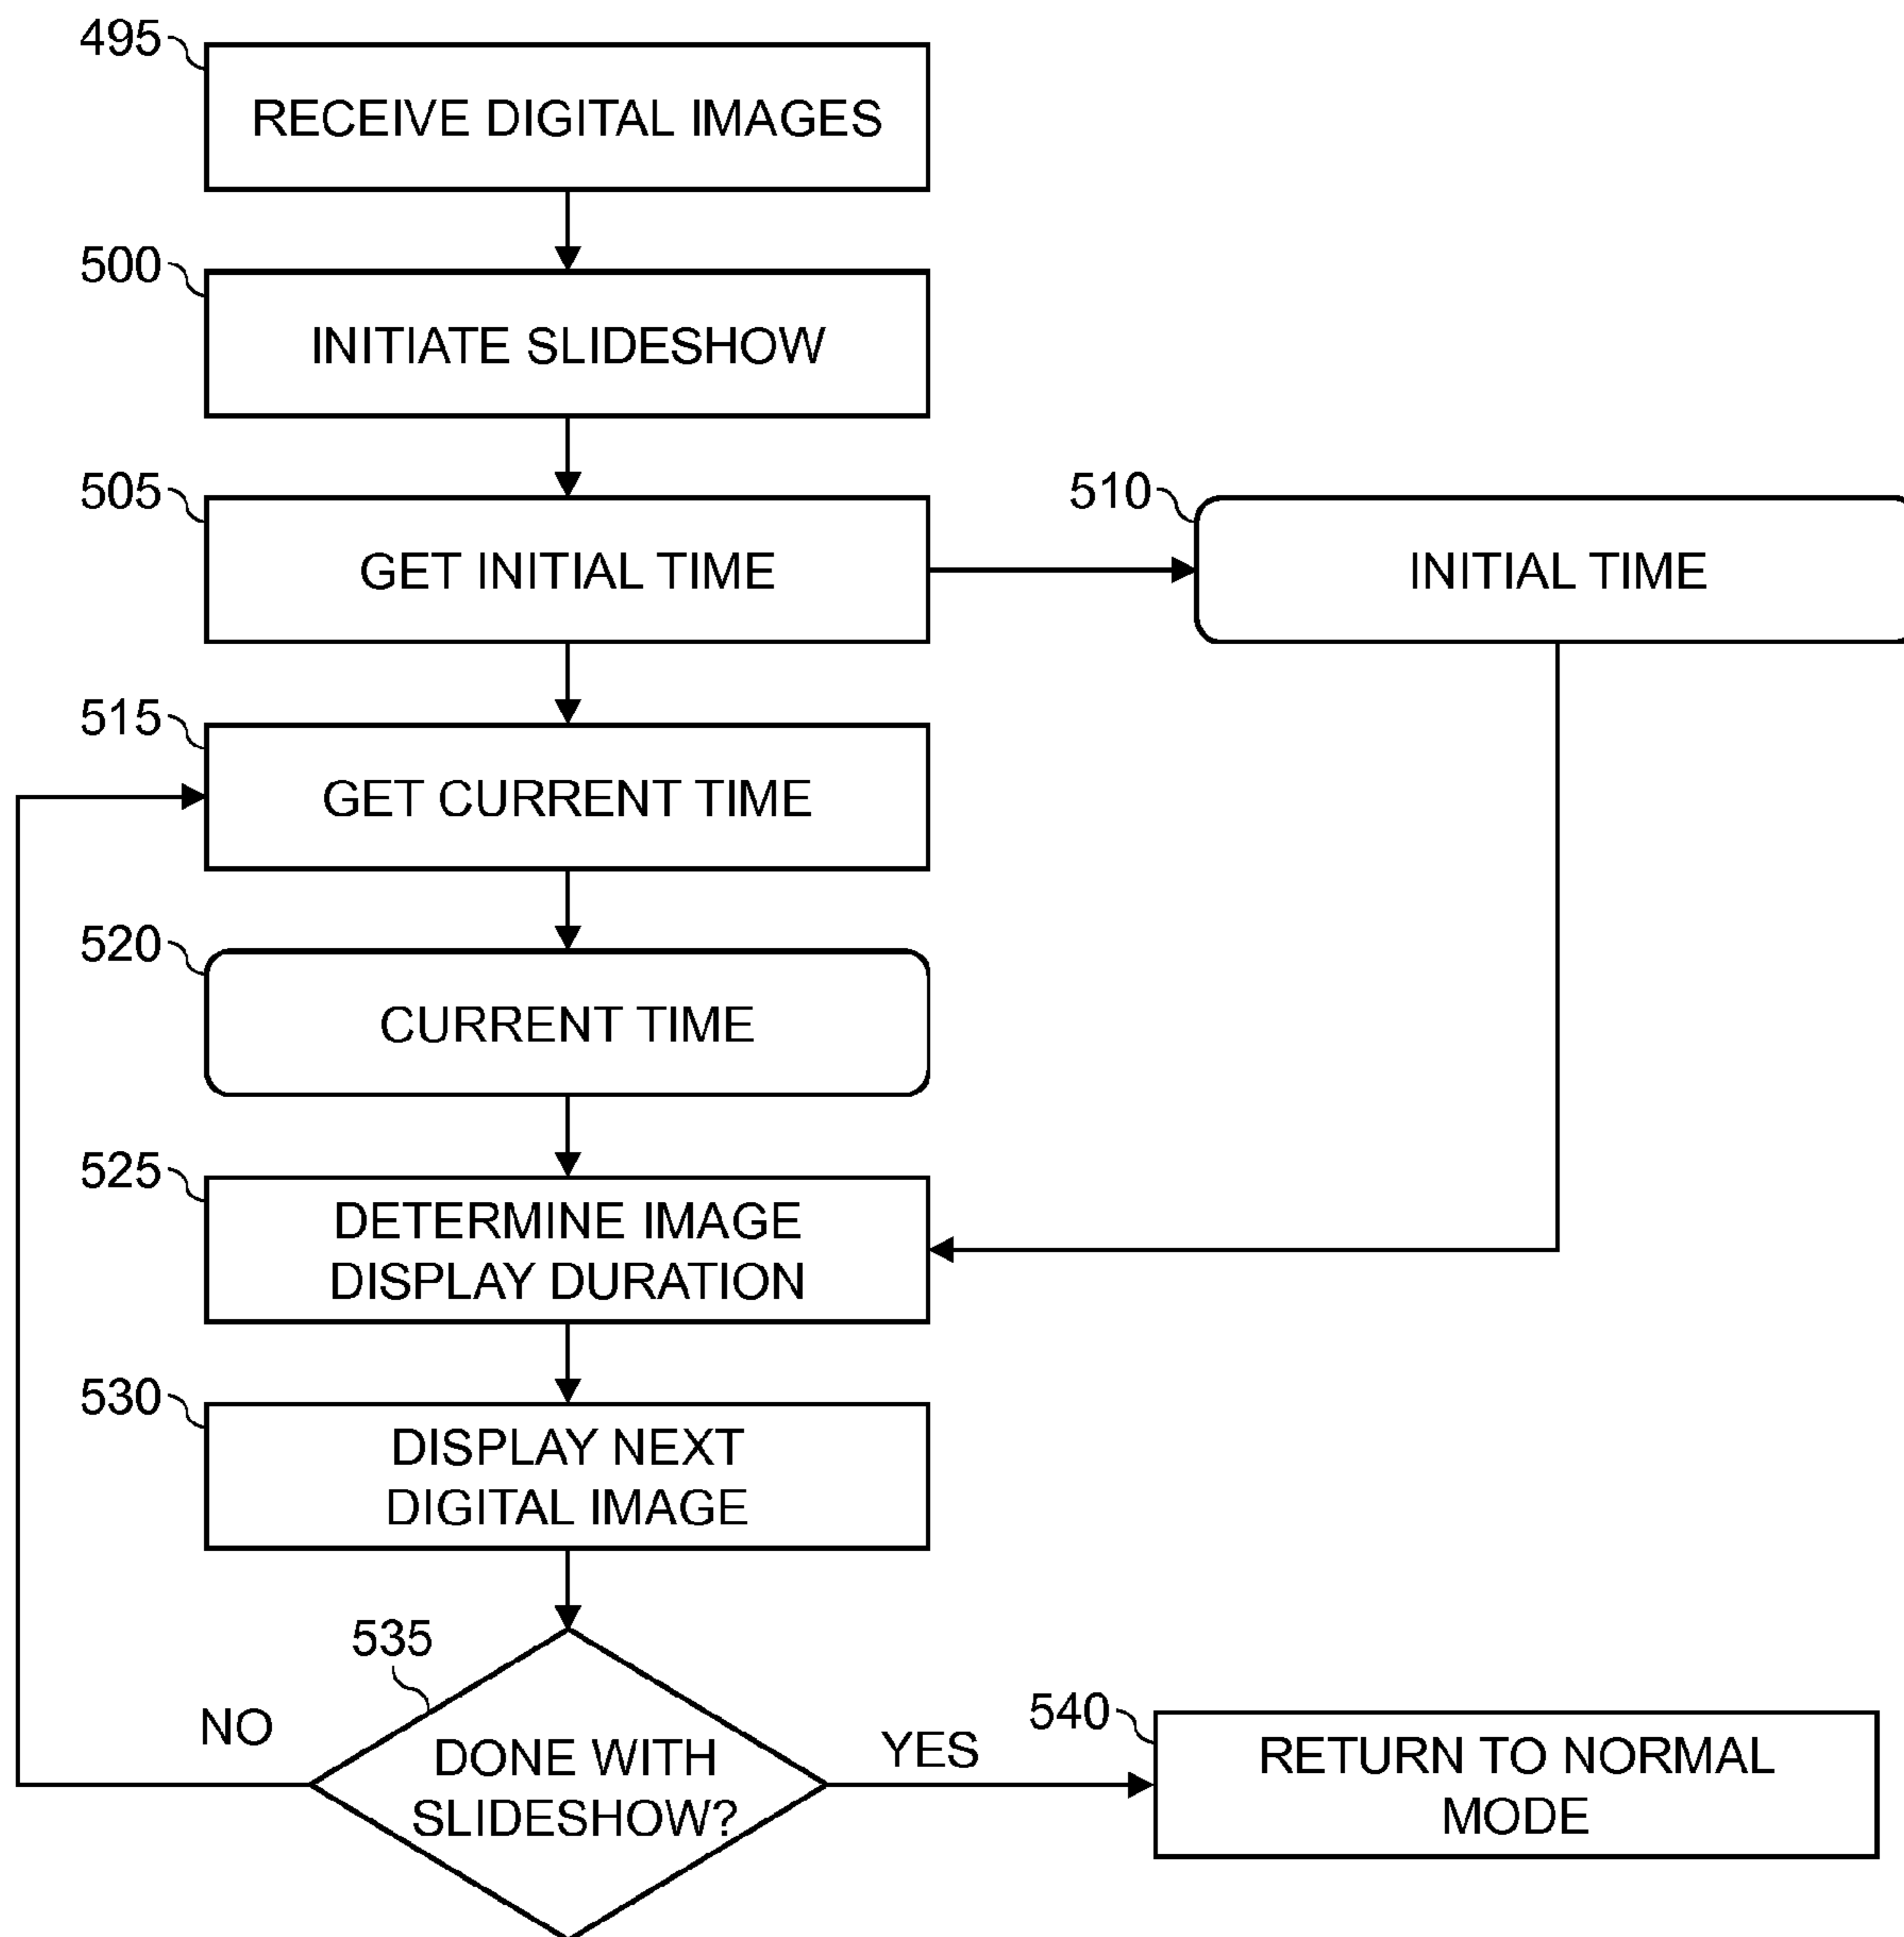 495
RECEIVE DIGITAL IMAGES
500
INITIATE SLIDESHOW
505
GET INITIAL TIME
510
INITIAL TIME
515
GET CURRENT TIME
520
CURRENT TIME
525
DETERMINE IMAGE
DISPLAY DURATION
530
DISPLAY NEXT
DIGITAL IMAGE
535
DONE WITH
SLIDESHOW?
NO
YES
540
RETURN TO NORMAL
MODE